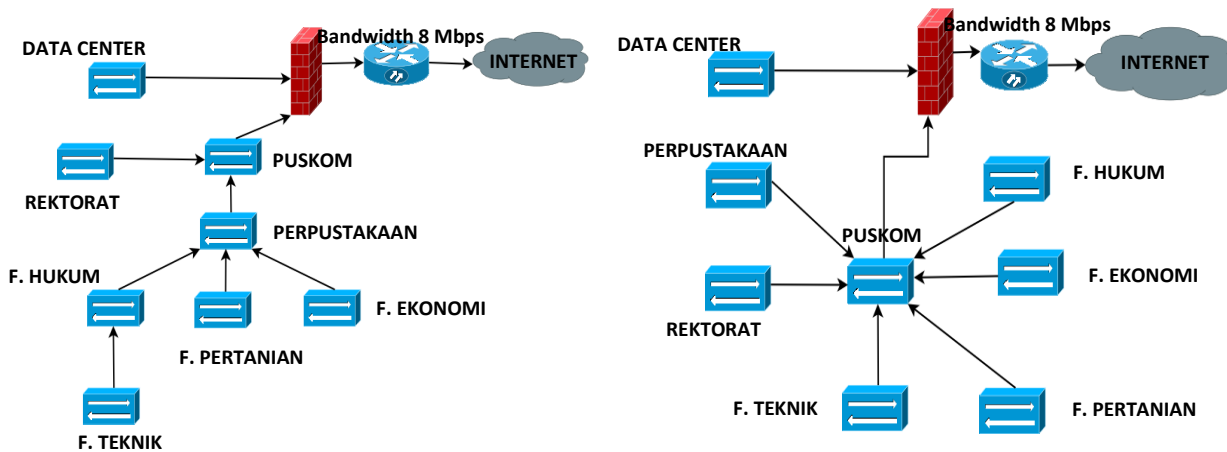 Bandwidth 8 Mbps
DATA CENTER
INTERNET
PUSKOM
REKTORAT
PERPUSTAKAAN
F. HUKUM
F. EKONOMI
F. PERTANIAN
F. TEKNIK
Bandwidth 8 Mbps
DATA CENTER
INTERNET
PERPUSTAKAAN
F. HUKUM
PUSKOM
F. EKONOMI
REKTORAT
F. TEKNIK
F. PERTANIAN